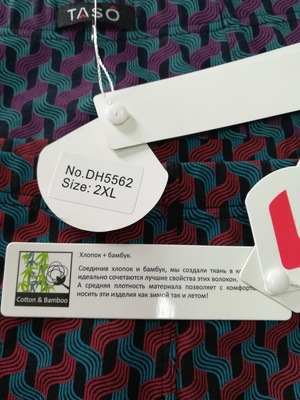 TASO
No.DH5562
Size: 2XL
Хлопок + бамбук.
Соединив хлопок и бамбук, мы создали ткань в к
идеально сочетаются лучшие свойства этих волокон.
А средняя плотность материала позволяет с комфорто
носить эти изделия как зимой так и летом!
Cotton & Bamboo